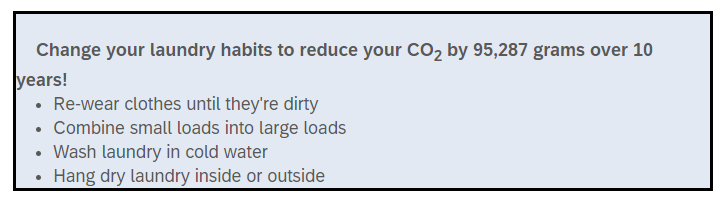 Change your laundry habits to reduce your CO₂ by 95,287 grams over 10
years!
• Re-wear clothes until they're dirty
• Combine small loads into large loads
• Wash laundry in cold water
• Hang dry laundry inside or outside